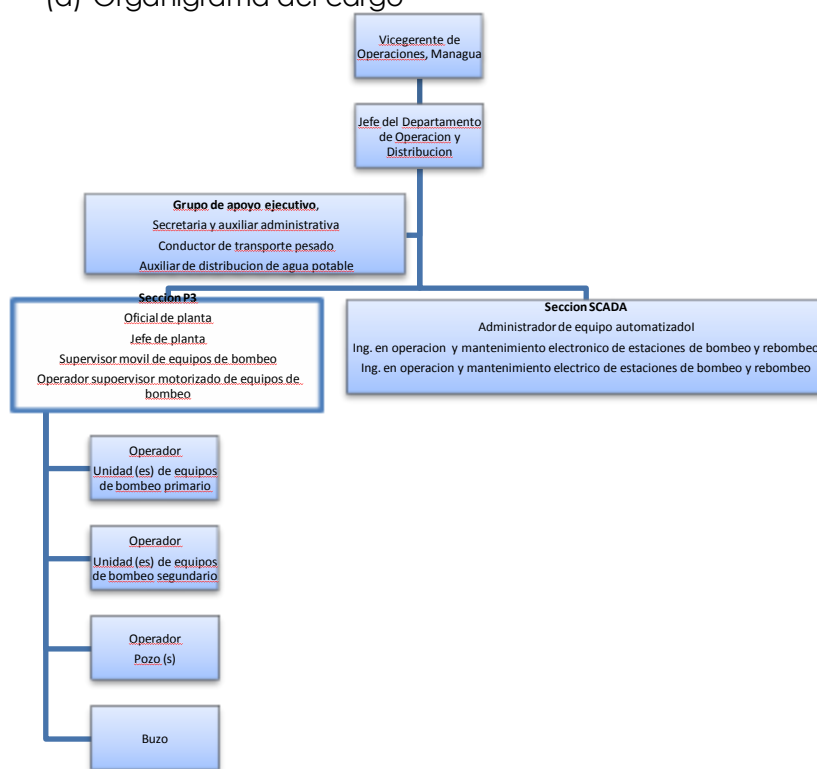 (a) Organigrama del cargo
Vicegerente de
Operaciones, Managua
Jefe del Departamento
de Operacion y
Distribucion
Grupo de apoyo ejecutivo,
Secretaria y auxiliar administrativa
Conductor de transporte pesado
Auxiliar de distribucion de agua potable
Seccion P3
Oficial de planta
Jefe de planta
Supervisor movil de equipos de bombeo
Operador supoervisor motorizado de equipos de
bombeo
Seccion SCADA
Administrador de equipo automatizadoI
Ing. en operacion y mantenimiento electronico de estaciones de bombeo y rebombeo
Ing. en operacion y mantenimiento electrico de estaciones de bombeo y rebombeo
Operador
Unidad (es) de equipos
de bombeo primario
Operador
Unidad (es) de equipos
de bombeo segundario
Operador
Pozo (s)
Buzo